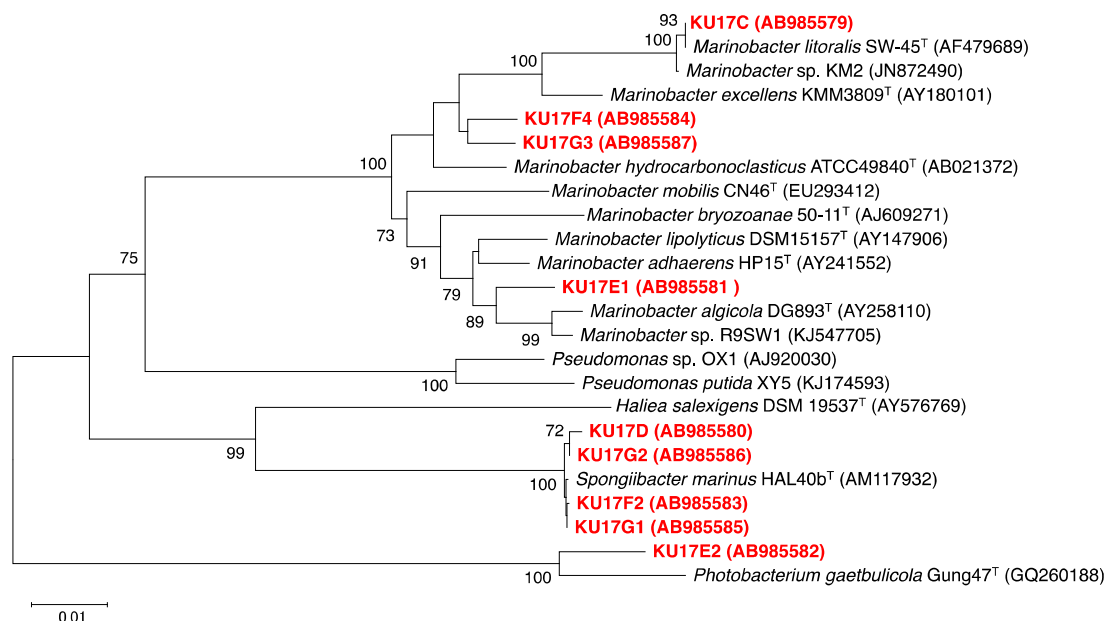 93
KU17C (AB985579)
100
Marinobacter litoralis SW-45ᵀ (AF479689)
100
Marinobacter sp. KM2 (JN872490)
Marinobacter excellens KMM3809ᵀ (AY180101)
KU17F4 (AB985584)
KU17G3 (AB985587)
100
Marinobacter hydrocarbonoclasticus ATCC49840ᵀ (AB021372)
Marinobacter mobilis CN46ᵀ (EU293412)
Marinobacter bryozoanae 50-11ᵀ (AJ609271)
73
Marinobacter lipolyticus DSM15157ᵀ (AY147906)
75
91
Marinobacter adhaerens HP15ᵀ (AY241552)
KU17E1 (AB985581 )
79
Marinobacter algicola DG893ᵀ (AY258110)
89
99
Marinobacter sp. R9SW1 (KJ547705)
Pseudomonas sp. OX1 (AJ920030)
100
Pseudomonas putida XY5 (KJ174593)
Haliea salexigens DSM 19537ᵀ (AY576769)
72
KU17D (AB985580)
99
KU17G2 (AB985586)
100
Spongiibacter marinus HAL40bᵀ (AM117932)
KU17F2 (AB985583)
KU17G1 (AB985585)
KU17E2 (AB985582)
100
Photobacterium gaetbulicola Gung47ᵀ (GQ260188)
0.01